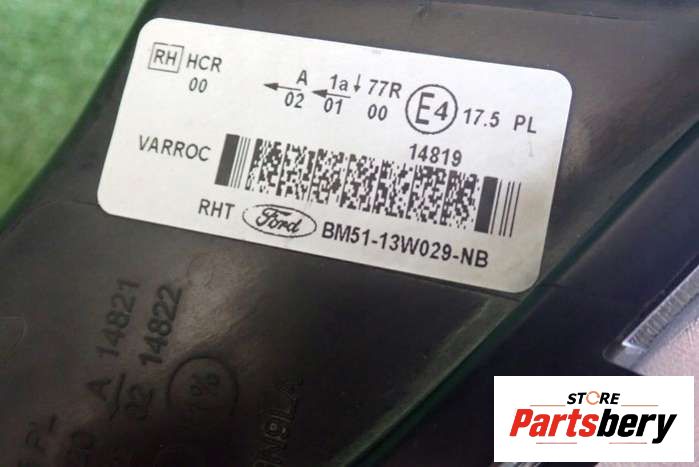 RH HCR A 1a 77R
00 02 01 00 E4 17.5 PL
VARROC 14819
RHT Ford BM51-13W029-NB
A 14821
02 14822
STORE
Partsbery